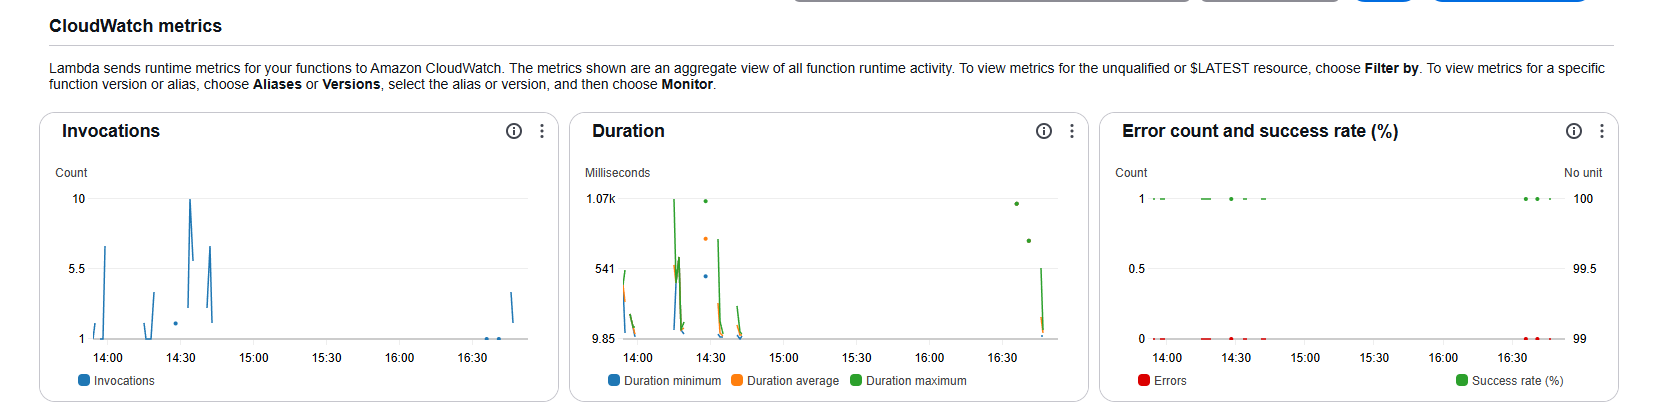 CloudWatch metrics
Lambda sends runtime metrics for your functions to Amazon CloudWatch. The metrics shown are an aggregate view of all function runtime activity. To view metrics for the unqualified or $LATEST resource, choose Filter by. To view metrics for a specific
function version or alias, choose Aliases or Versions, select the alias or version, and then choose Monitor.
Invocations
Count
10
5.5
1
14:00 14:30 15:00 15:30 16:00 16:30
Invocations
Duration
Milliseconds
1.07k
541
9.85
14:00 14:30 15:00 15:30 16:00 16:30
Duration minimum Duration average Duration maximum
Error count and success rate (%)
Count No unit
1 100
0.5 99.5
0 99
14:00 14:30 15:00 15:30 16:00 16:30
Errors Success rate (%)